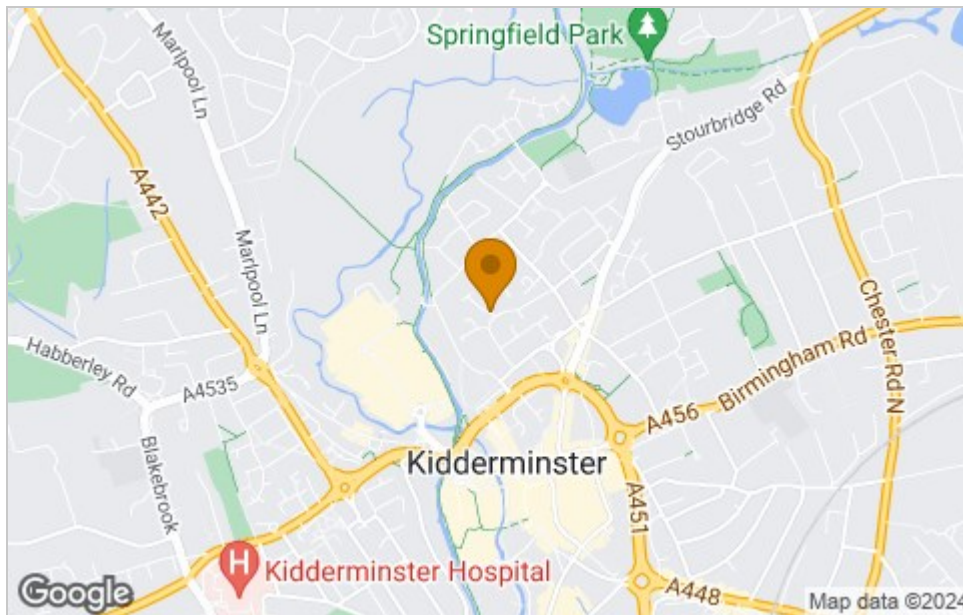 Springfield Park
Marlpool Ln
Stourbridge Rd
A442
Marlpool Ln
Chester Rd N
Habberley Rd
A4535
Birmingham Rd
A456
Blakebrook
Kidderminster
A451
H
Kidderminster Hospital
A448
Google
Map data ©2024